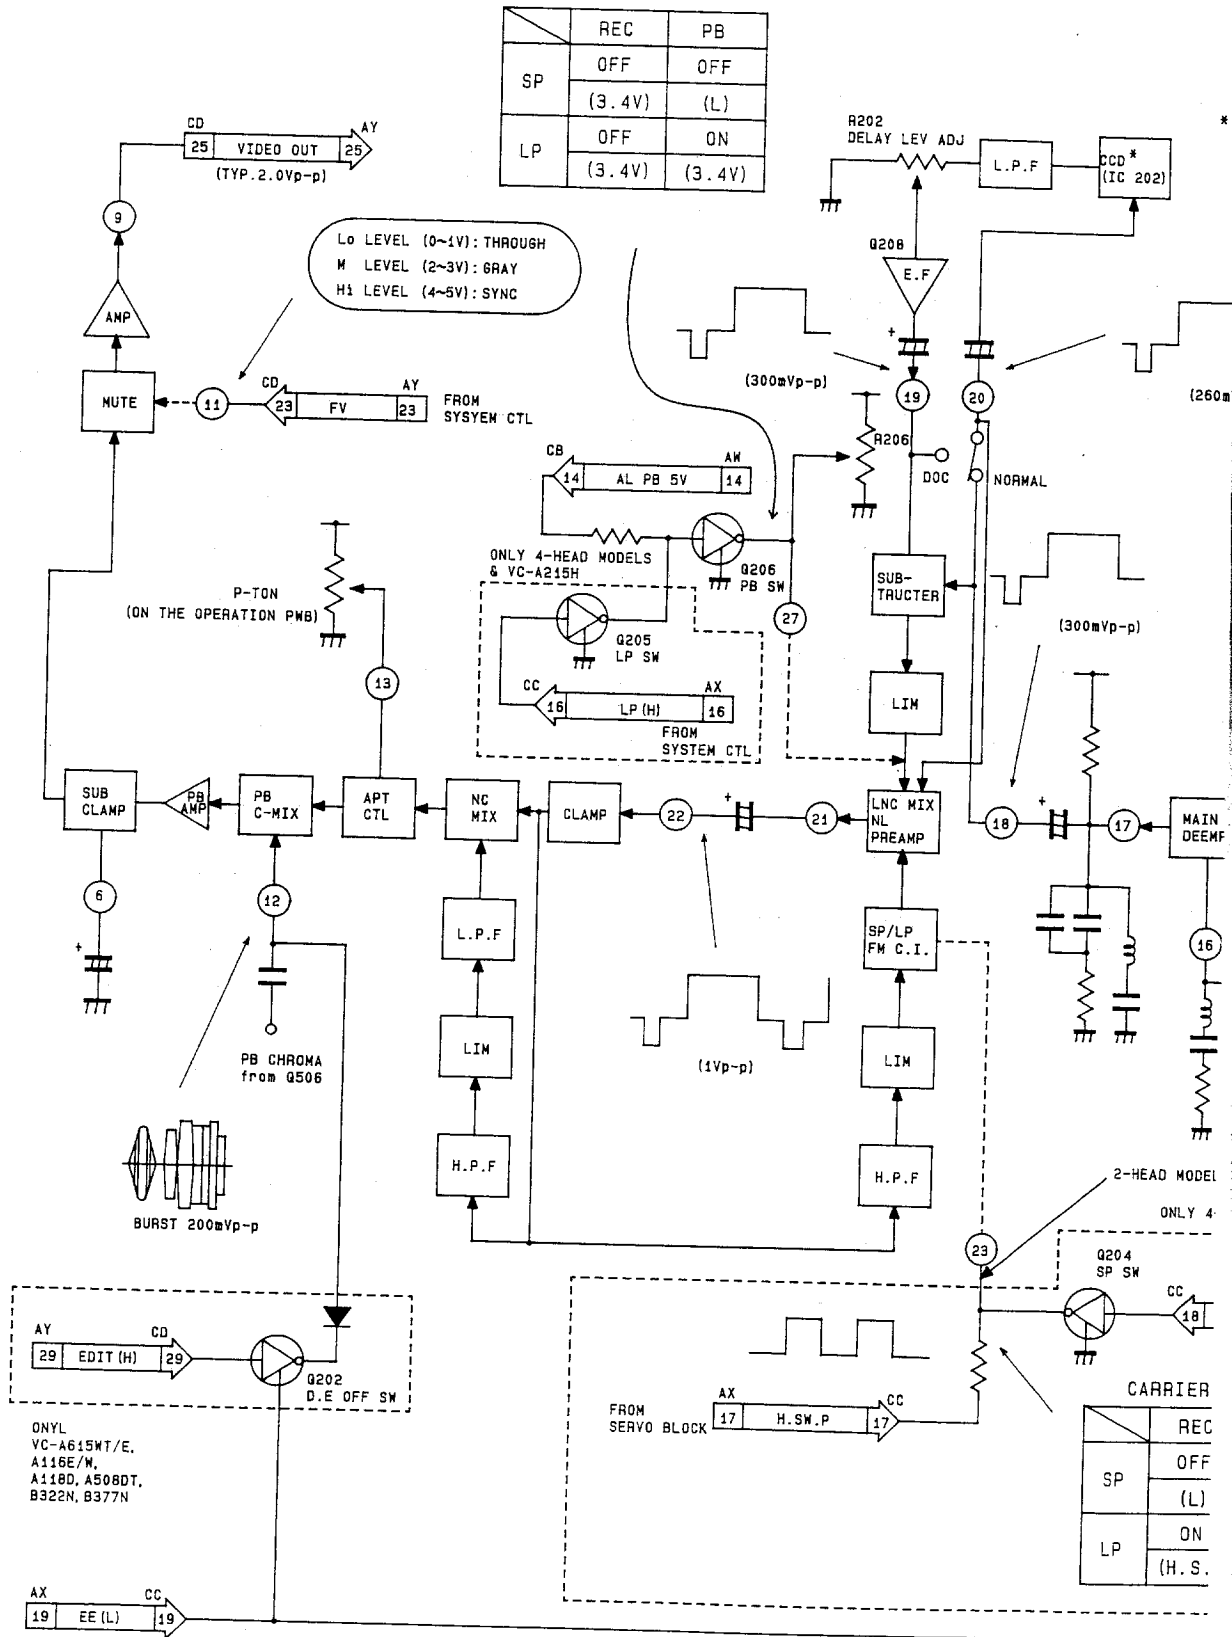 REC PB
SP OFF OFF
(3.4V) (L)
LP OFF ON
(3.4V) (3.4V)
CD AY
25 VIDEO OUT 25
(TYP.2.0Vp-p)
R202
DELAY LEV ADJ
L.P.F
CCD *
(IC 202)
*
9
Lo LEVEL (0~1V): THROUGH
M LEVEL (2~3V): GRAY
Hi LEVEL (4~5V): SYNC
Q208
E.F
AMP
+
(300mVp-p)
19
20
(260m
MUTE
11
CD AY
23 FV 23
FROM
SYSYEM CTL
R206
DOC
NORMAL
CB AW
14 AL PB 5V 14
ONLY 4-HEAD MODELS
& VC-A215H
Q206
PB SW
P-TON
(ON THE OPERATION PWB)
Q205
LP SW
27
SUB-
TRUCTER
(300mVp-p)
13
CC AX
16 LP(H) 16
FROM
SYSTEM CTL
LIM
SUB
CLAMP
PB
AMP
PB
C-MIX
APT
CTL
NC
MIX
CLAMP
22
+
21
LNC MIX
NL
PREAMP
18
+
17
MAIN
DEEMP
6
12
+
L.P.F
SP/LP
FM C.I.
16
PB CHROMA
from Q506
LIM
(1Vp-p)
LIM
H.P.F
H.P.F
BURST 200mVp-p
2-HEAD MODEL
ONLY 4-
23
Q204
SP SW
CC
18
AY CD
29 EDIT(H) 29
Q202
D.E OFF SW
FROM
SERVO BLOCK
AX CC
17 H.SW.P 17
ONYL
VC-A615WT/E,
A116E/W,
A118D, A508DT,
B322N, B377N
CARRIER
REC
SP OFF
(L)
LP ON
(H.S.
AX CC
19 EE(L) 19